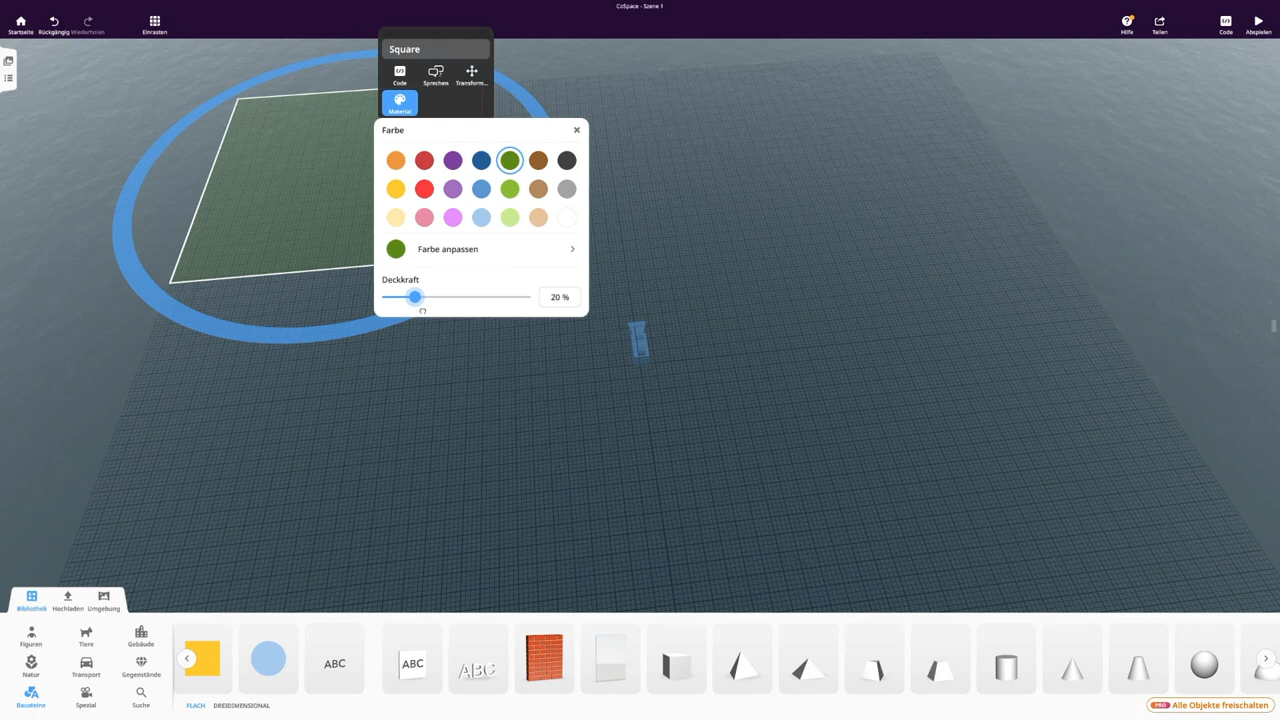 CoSpace - Szene 1
Startseite
Rückgängig
Wiederholen
Einrasten
Hilfe
Teilen
Code
Abspielen
Square
Code
Sprechen
Transform...
Material
Farbe
Farbe anpassen
Deckkraft
20 %
Bibliothek
Hochladen
Umgebung
Figuren
Tiere
Gebäude
Natur
Transport
Gegenstände
Bausteine
Spezial
Suche
ABC
ABC
ABC
FLACH
DREIDIMENSIONAL
PRO Alle Objekte freischalten